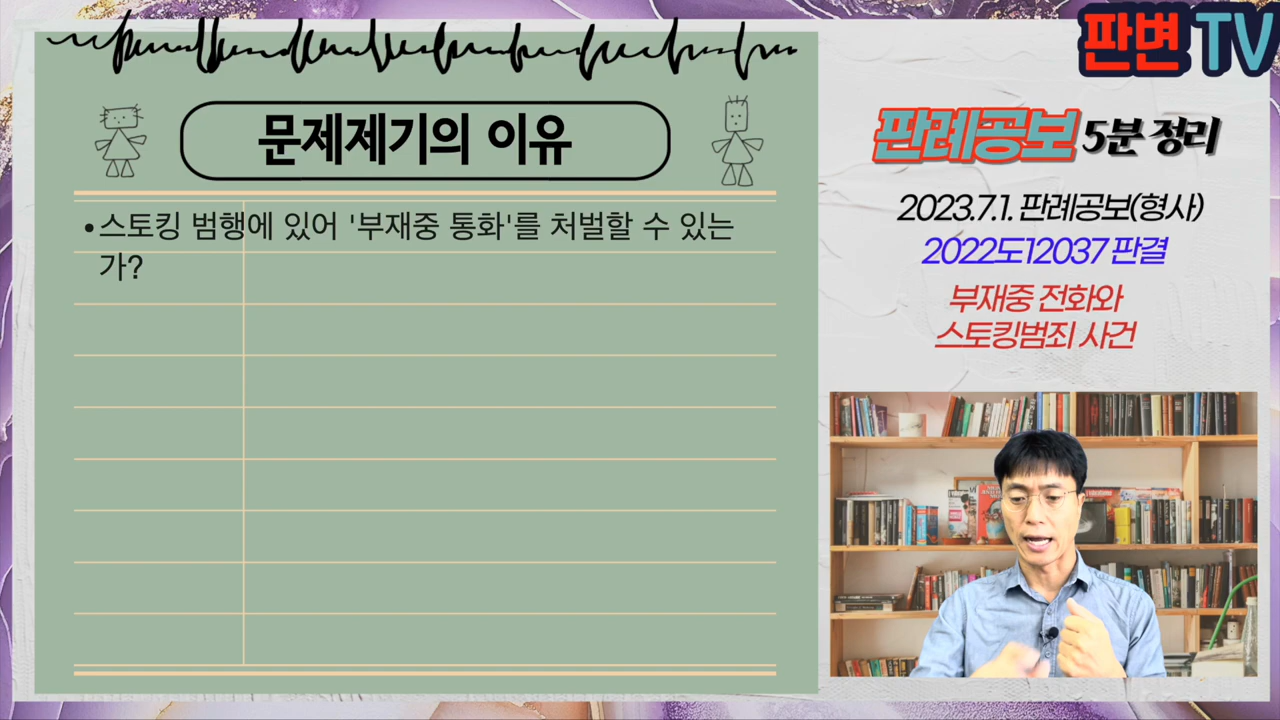 문제제기의 이유
•스토킹 범행에 있어 '부재중 통화'를 처벌할 수 있는
가?
판변 TV
판례공보 5분 정리
2023.7.1. 판례공보(형사)
2022도12037 판결
부재중 전화와
스토킹범죄 사건